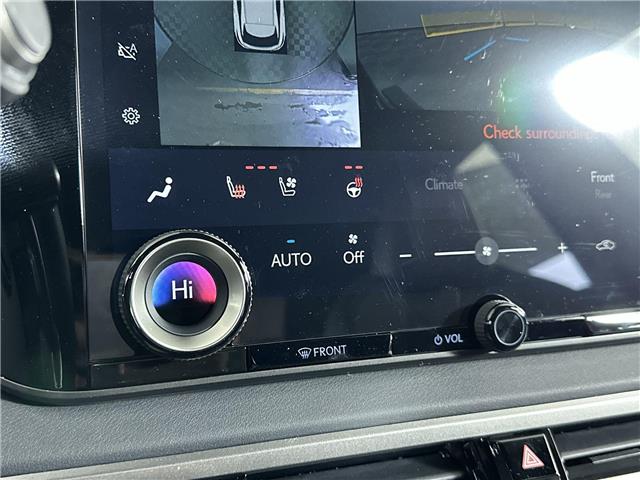 A
Check surroundings
Climate
Front
Rear
AUTO
Off
Hi
FRONT
VOL